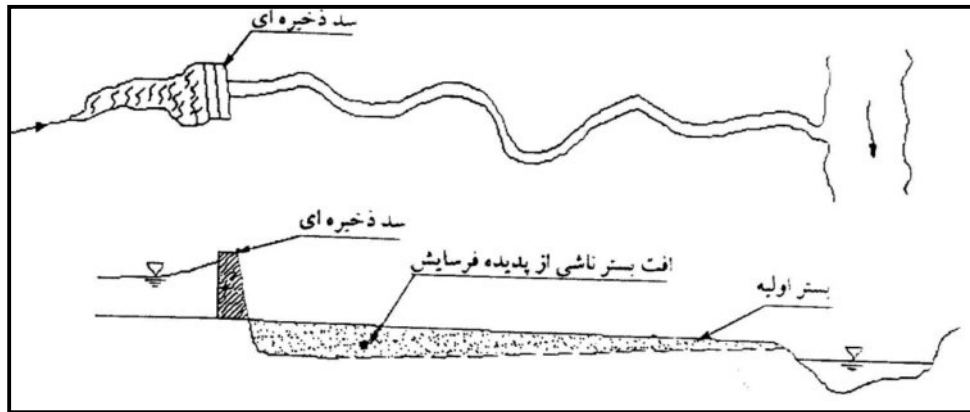 سد ذخیره ای
سد ذخیره ای
افت بستر ناشی از پدیده فرسایش
بستر اولیه